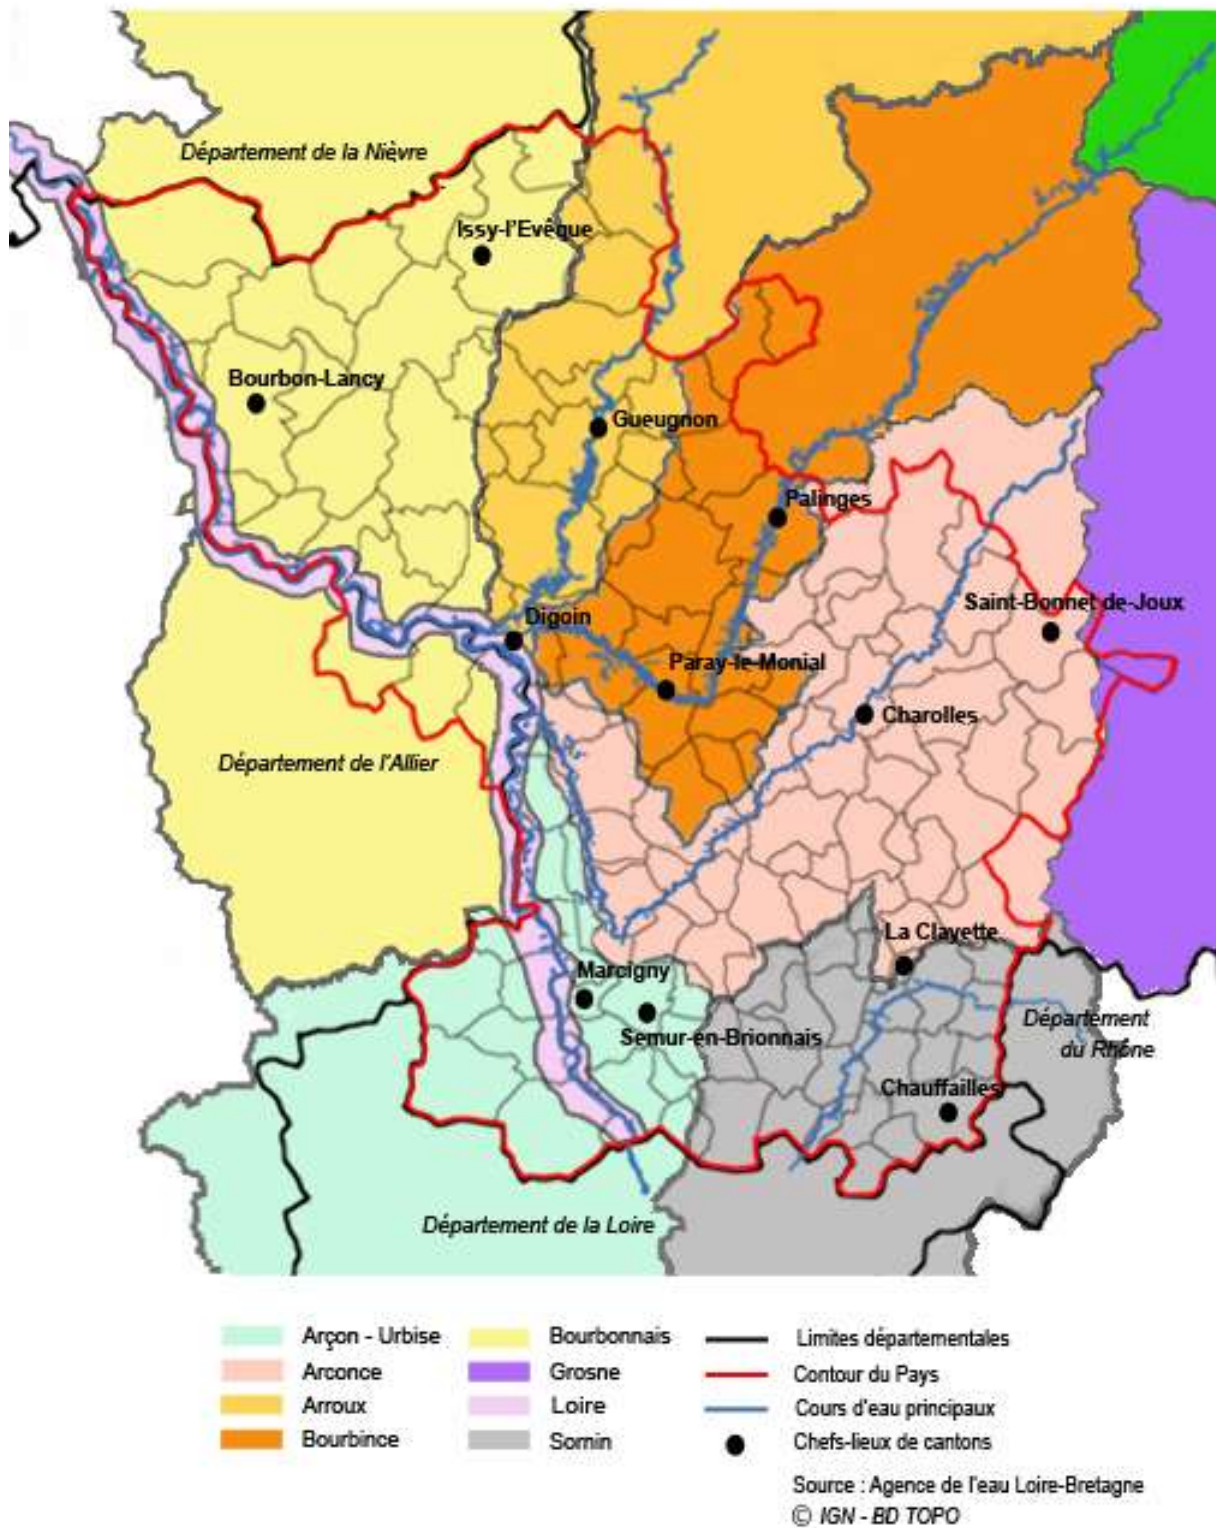 Département de la Nièvre
Issy-l'Evêque
Bourbon-Lancy
Gueugnon
Palinges
Saint-Bonnet de-Joux
Digoin
Paray-le-Monial
Charolles
Département de l'Allier
La Clayette
Marcigny
Semur-en-Brionnais
Département
du Rhône
Chauffailles
Département de la Loire
Arçon - Urbise
Arconce
Arroux
Bourbince
Bourbonnais
Grosne
Loire
Sornin
Limites départementales
Contour du Pays
Cours d'eau principaux
Chefs-lieux de cantons
Source : Agence de l'eau Loire-Bretagne
© IGN - BD TOPO